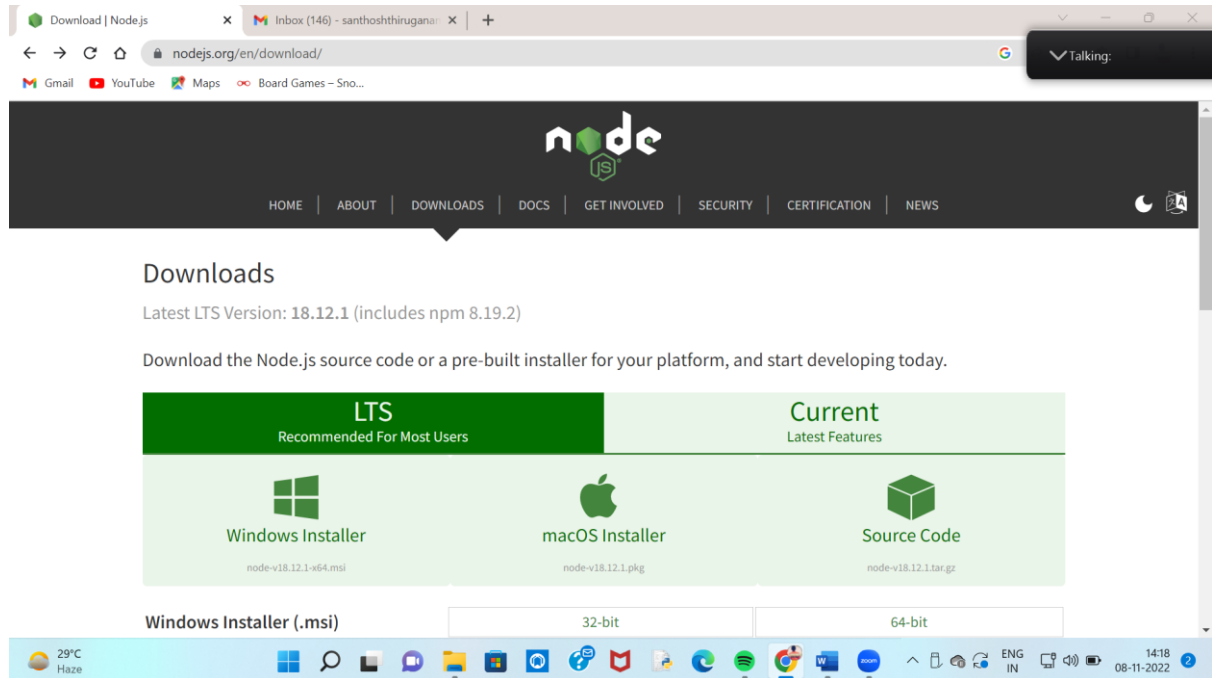 Download | Node.js
Inbox (146) - santhoshthirugana
nodejs.org/en/download/
Talking:
Gmail YouTube Maps Board Games – Sno...
node
JS
HOME | ABOUT | DOWNLOADS | DOCS | GET INVOLVED | SECURITY | CERTIFICATION | NEWS
Downloads
Latest LTS Version: 18.12.1 (includes npm 8.19.2)
Download the Node.js source code or a pre-built installer for your platform, and start developing today.
LTS
Recommended For Most Users
Current
Latest Features
Windows Installer
node-v18.12.1-x64.msi
macOS Installer
node-v18.12.1.pkg
Source Code
node-v18.12.1.tar.gz
Windows Installer (.msi) 32-bit 64-bit
29°C
Haze
zoom
ENG
IN
14:18
08-11-2022
2